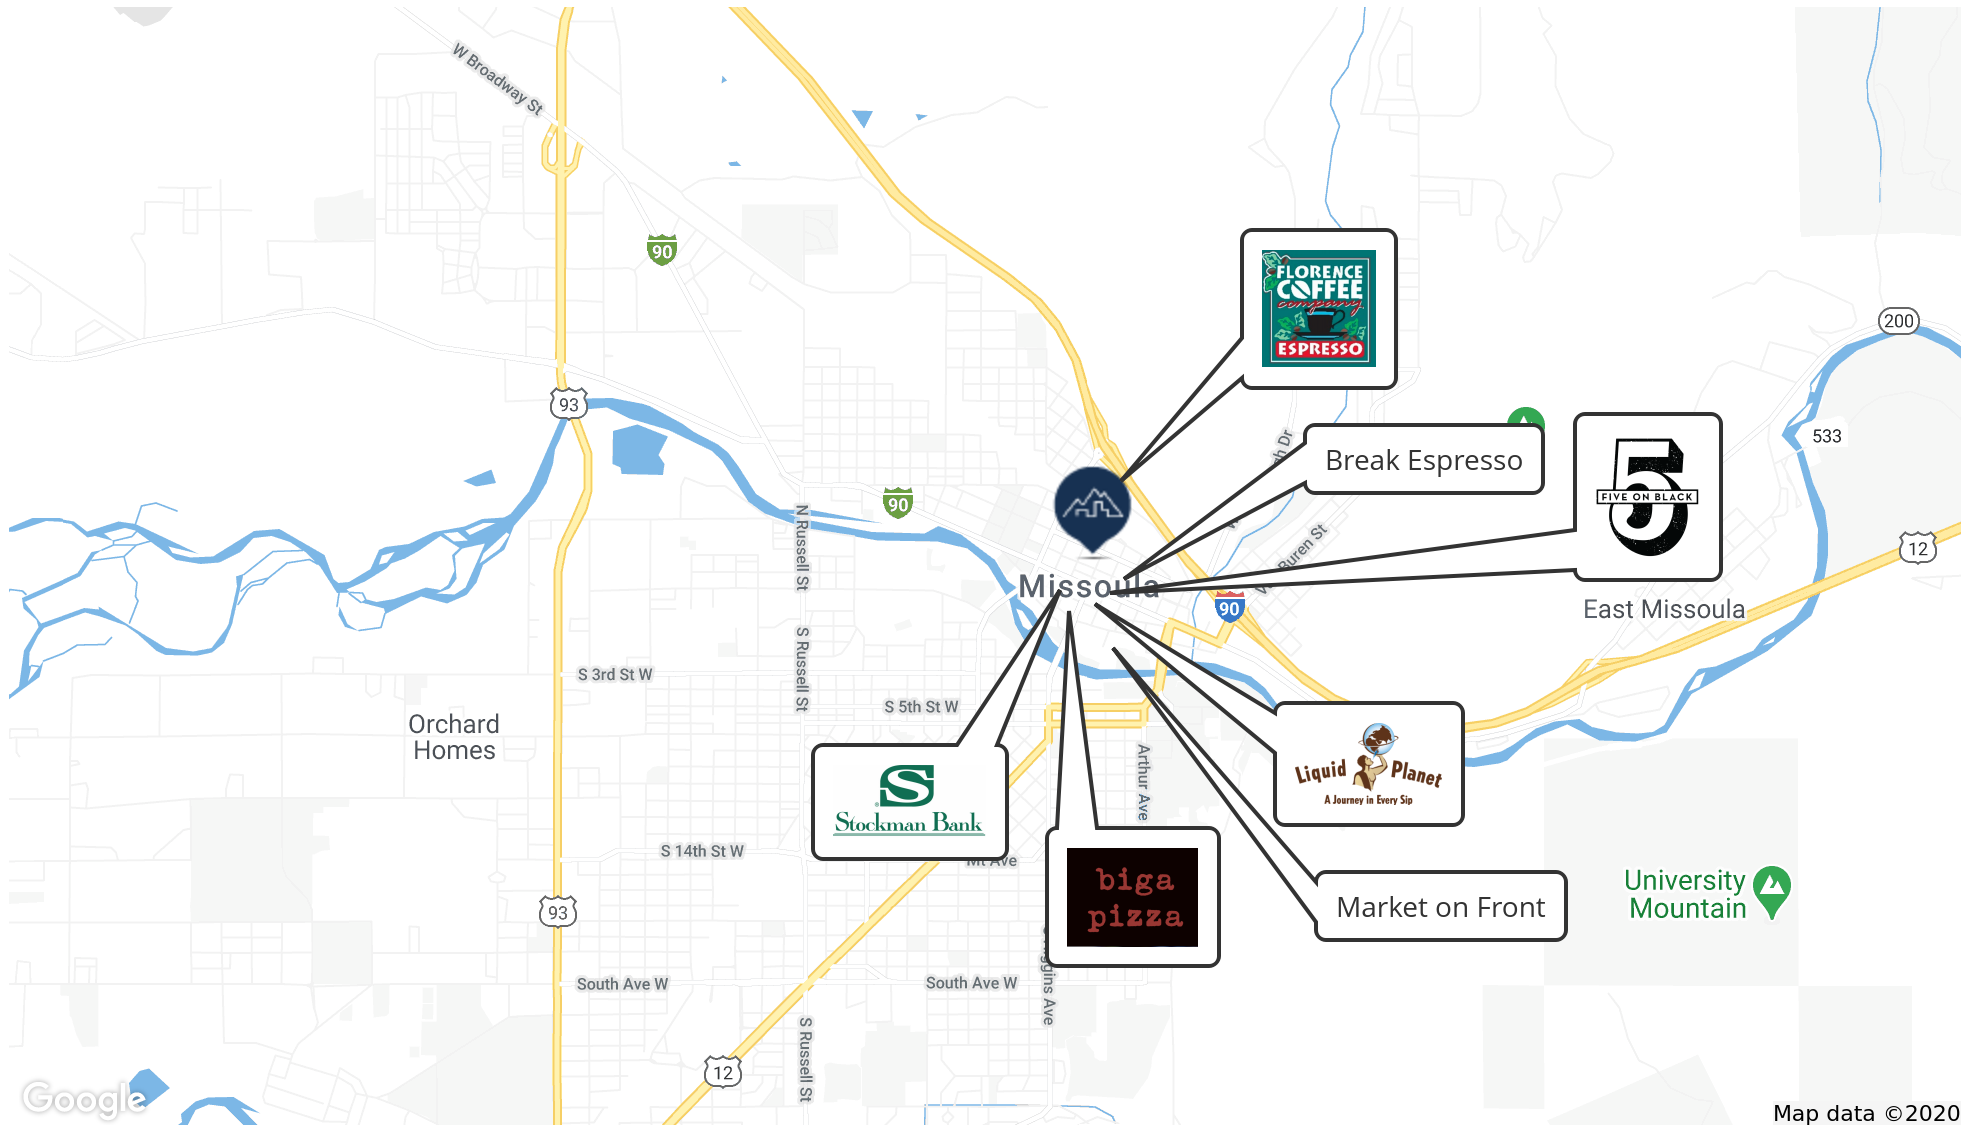 W Broadway St
90
FLORENCE
COFFEE
company
ESPRESSO
200
93
533
Break Espresso
5
FIVE ON BLACK
90
N Russell St
12
Buren St
Missoula
90
East Missoula
S Russell St
S 3rd St W
S 5th St W
Orchard
Homes
Arthur Ave
Liquid Planet
A Journey in Every Sip
S
Stockman Bank
S 14th St W
Mt Ave
biga
pizza
Market on Front
University
Mountain
93
South Ave W
South Ave W
S Russell St
12
Google
Map data ©2020